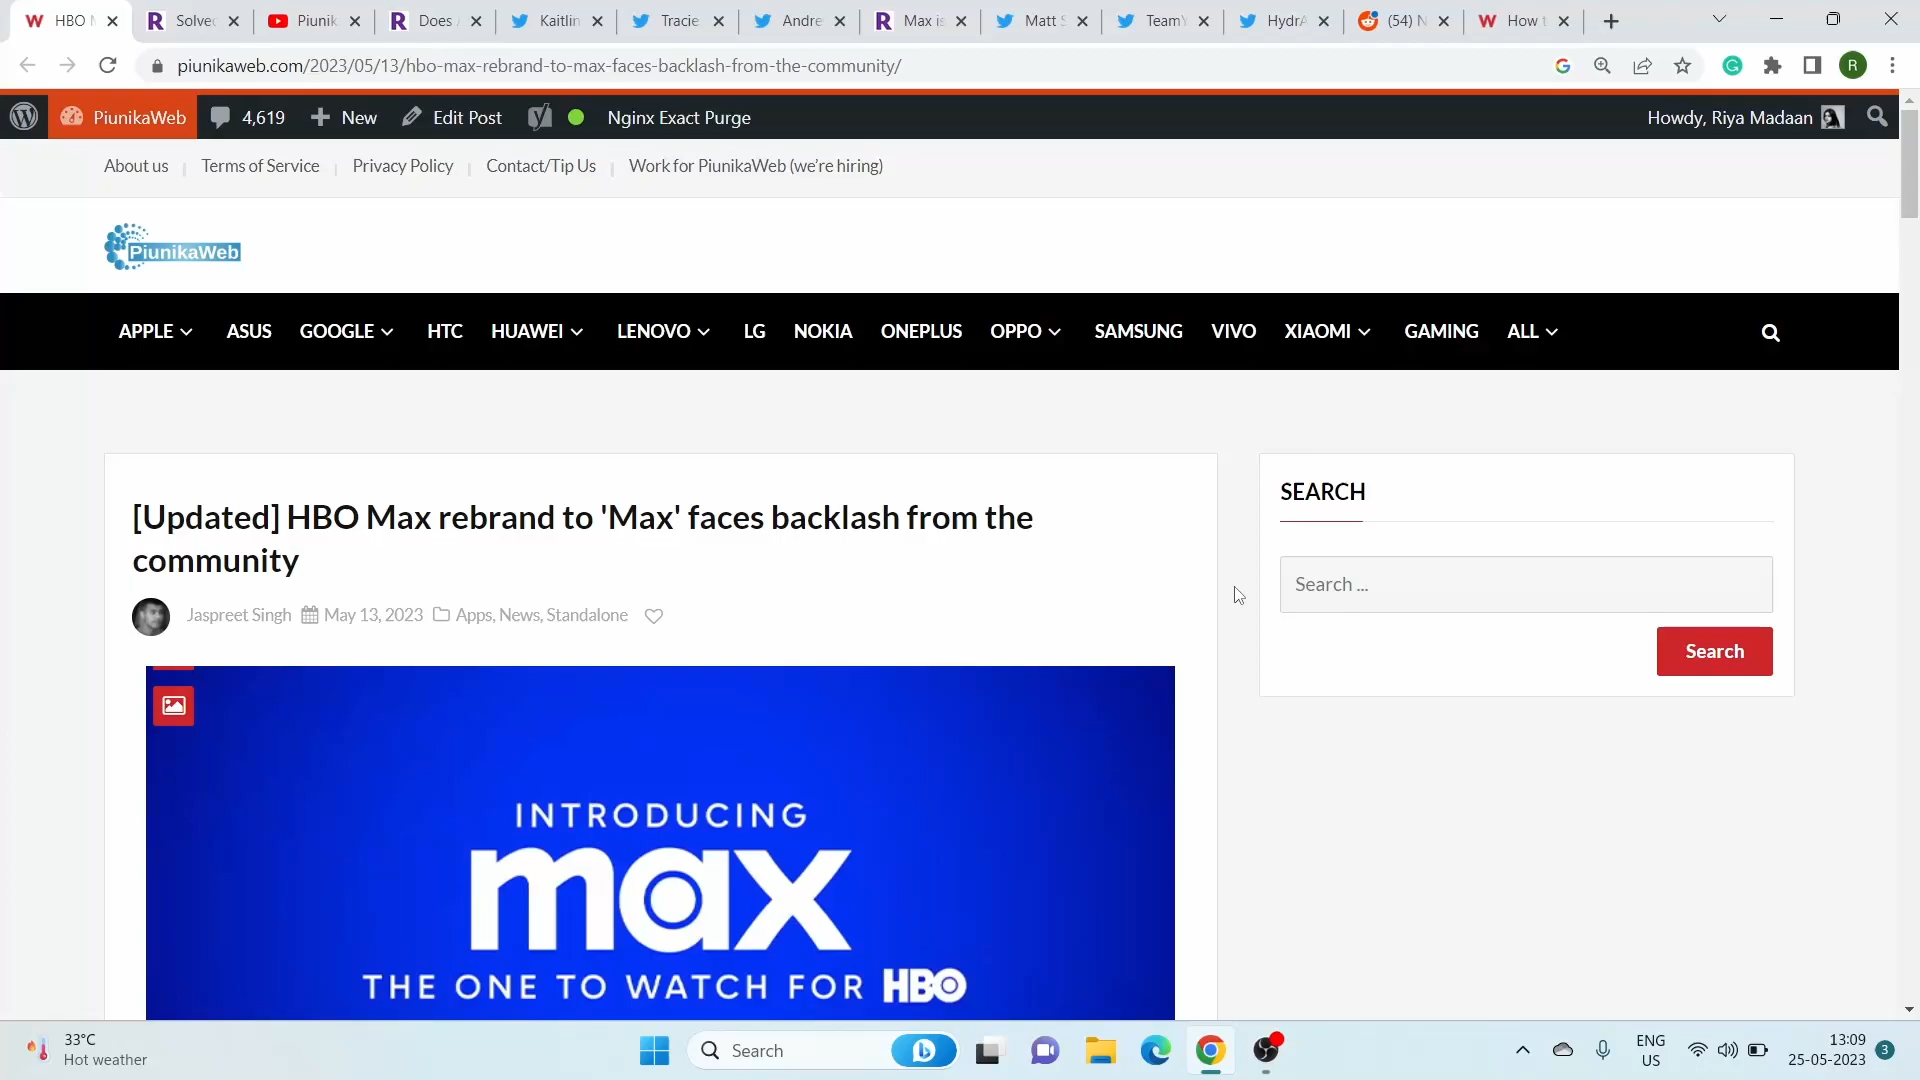 HBO M
Solved
Piunik
Does
Kaitlin
Tracie
Andre
Max is
Matt S
TeamY
HydrA
(54) N
How t
piunikaweb.com/2023/05/13/hbo-max-rebrand-to-max-faces-backlash-from-the-community/
R
PiunikaWeb
4,619
New
Edit Post
Nginx Exact Purge
Howdy, Riya Madaan
About us
Terms of Service
Privacy Policy
Contact/Tip Us
Work for PiunikaWeb (we’re hiring)
PiunikaWeb
APPLE
ASUS
GOOGLE
HTC
HUAWEI
LENOVO
LG
NOKIA
ONEPLUS
OPPO
SAMSUNG
VIVO
XIAOMI
GAMING
ALL
[Updated] HBO Max rebrand to 'Max' faces backlash from the
community
Jaspreet Singh
May 13, 2023
Apps, News, Standalone
SEARCH
Search ...
Search
INTRODUCING
max
THE ONE TO WATCH FOR HBO
33°C
Hot weather
Search
ENG
US
13:09
25-05-2023
3